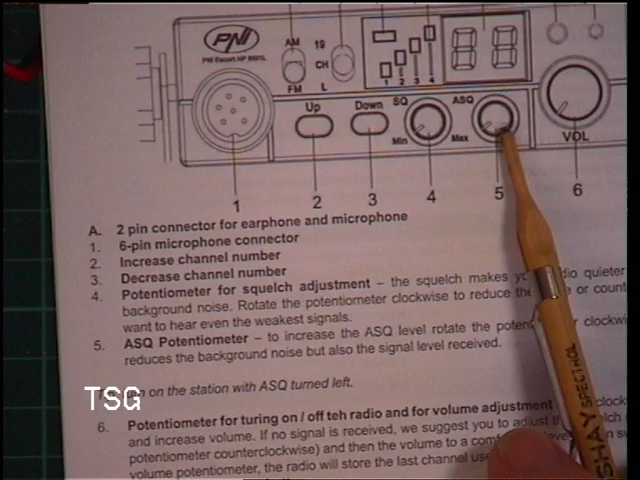 PNI
PNI Escort HP 8001L
AM
FM
19
CH
L
1
2
3
4
88
Up
Down
SQ
Min
ASQ
Max
VOL
1 2 3 4 5 6
A. 2 pin connector for earphone and microphone
1. 6-pin microphone connector
2. Increase channel number
3. Decrease channel number
4. Potentiometer for squelch adjustment – the squelch makes quieter
background noise. Rotate the potentiometer clockwise to reduce the or
want to hear even the weakest signals.
5. ASQ Potentiometer – to increase the ASQ level rotate the
reduces the background noise but also the signal level received.
on the station with ASQ turned left.
TSG
6. Potentiometer for turing on / off teh radio and for volume adjustment
and increase volume. If no signal is received, we suggest you to adjust
potentiometer counterclockwise) and then the volume to a
volume potentiometer, the radio will store the last channel
SHAY SPECTROL